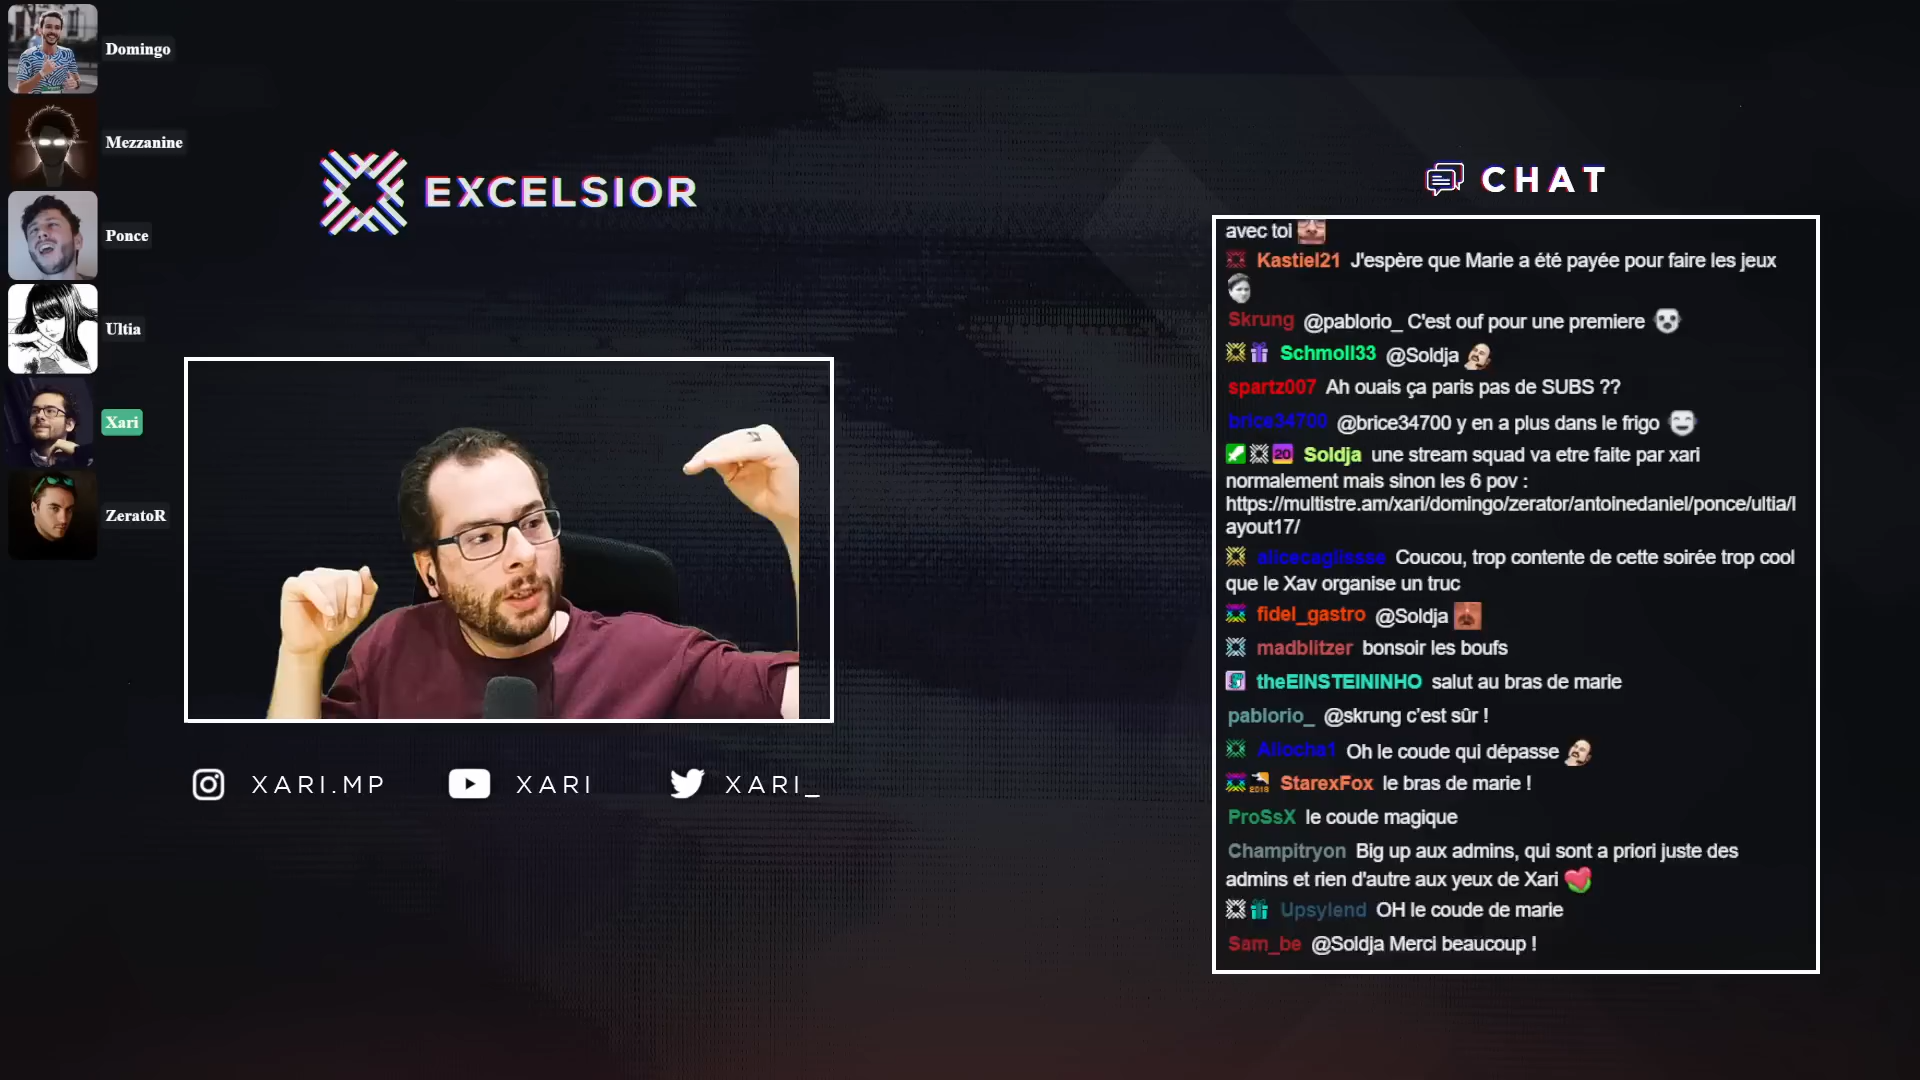 Domingo
Mezzanine
Ponce
Ultia
Xari
ZeratoR
EXCELSIOR
XARI.MP
XARI
XARI_
CHAT
avec toi
Kastiel21 J'espère que Marie a été payée pour faire les jeux
Skrung @pablorio_ C'est ouf pour une premiere
Schmoll33 @Soldja
spartz007 Ah ouais ça paris pas de SUBS ??
brice34700 @brice34700 y en a plus dans le frigo
20 Soldja une stream squad va etre faite par xari
normalement mais sinon les 6 pov :
https://multistre.am/xari/domingo/zerator/antoinedaniel/ponce/ultia/l
ayout17/
alicecaglissse Coucou, trop contente de cette soirée trop cool
que le Xav organise un truc
fidel_gastro @Soldja
madblitzer bonsoir les boufs
theEINSTEININHO salut au bras de marie
pablorio_ @skrung c'est sûr !
Allocha1 Oh le coude qui dépasse
2018 StarexFox le bras de marie !
ProSsX le coude magique
Champitryon Big up aux admins, qui sont a priori juste des
admins et rien d'autre aux yeux de Xari
Upsylend OH le coude de marie
Sam_be @Soldja Merci beaucoup !